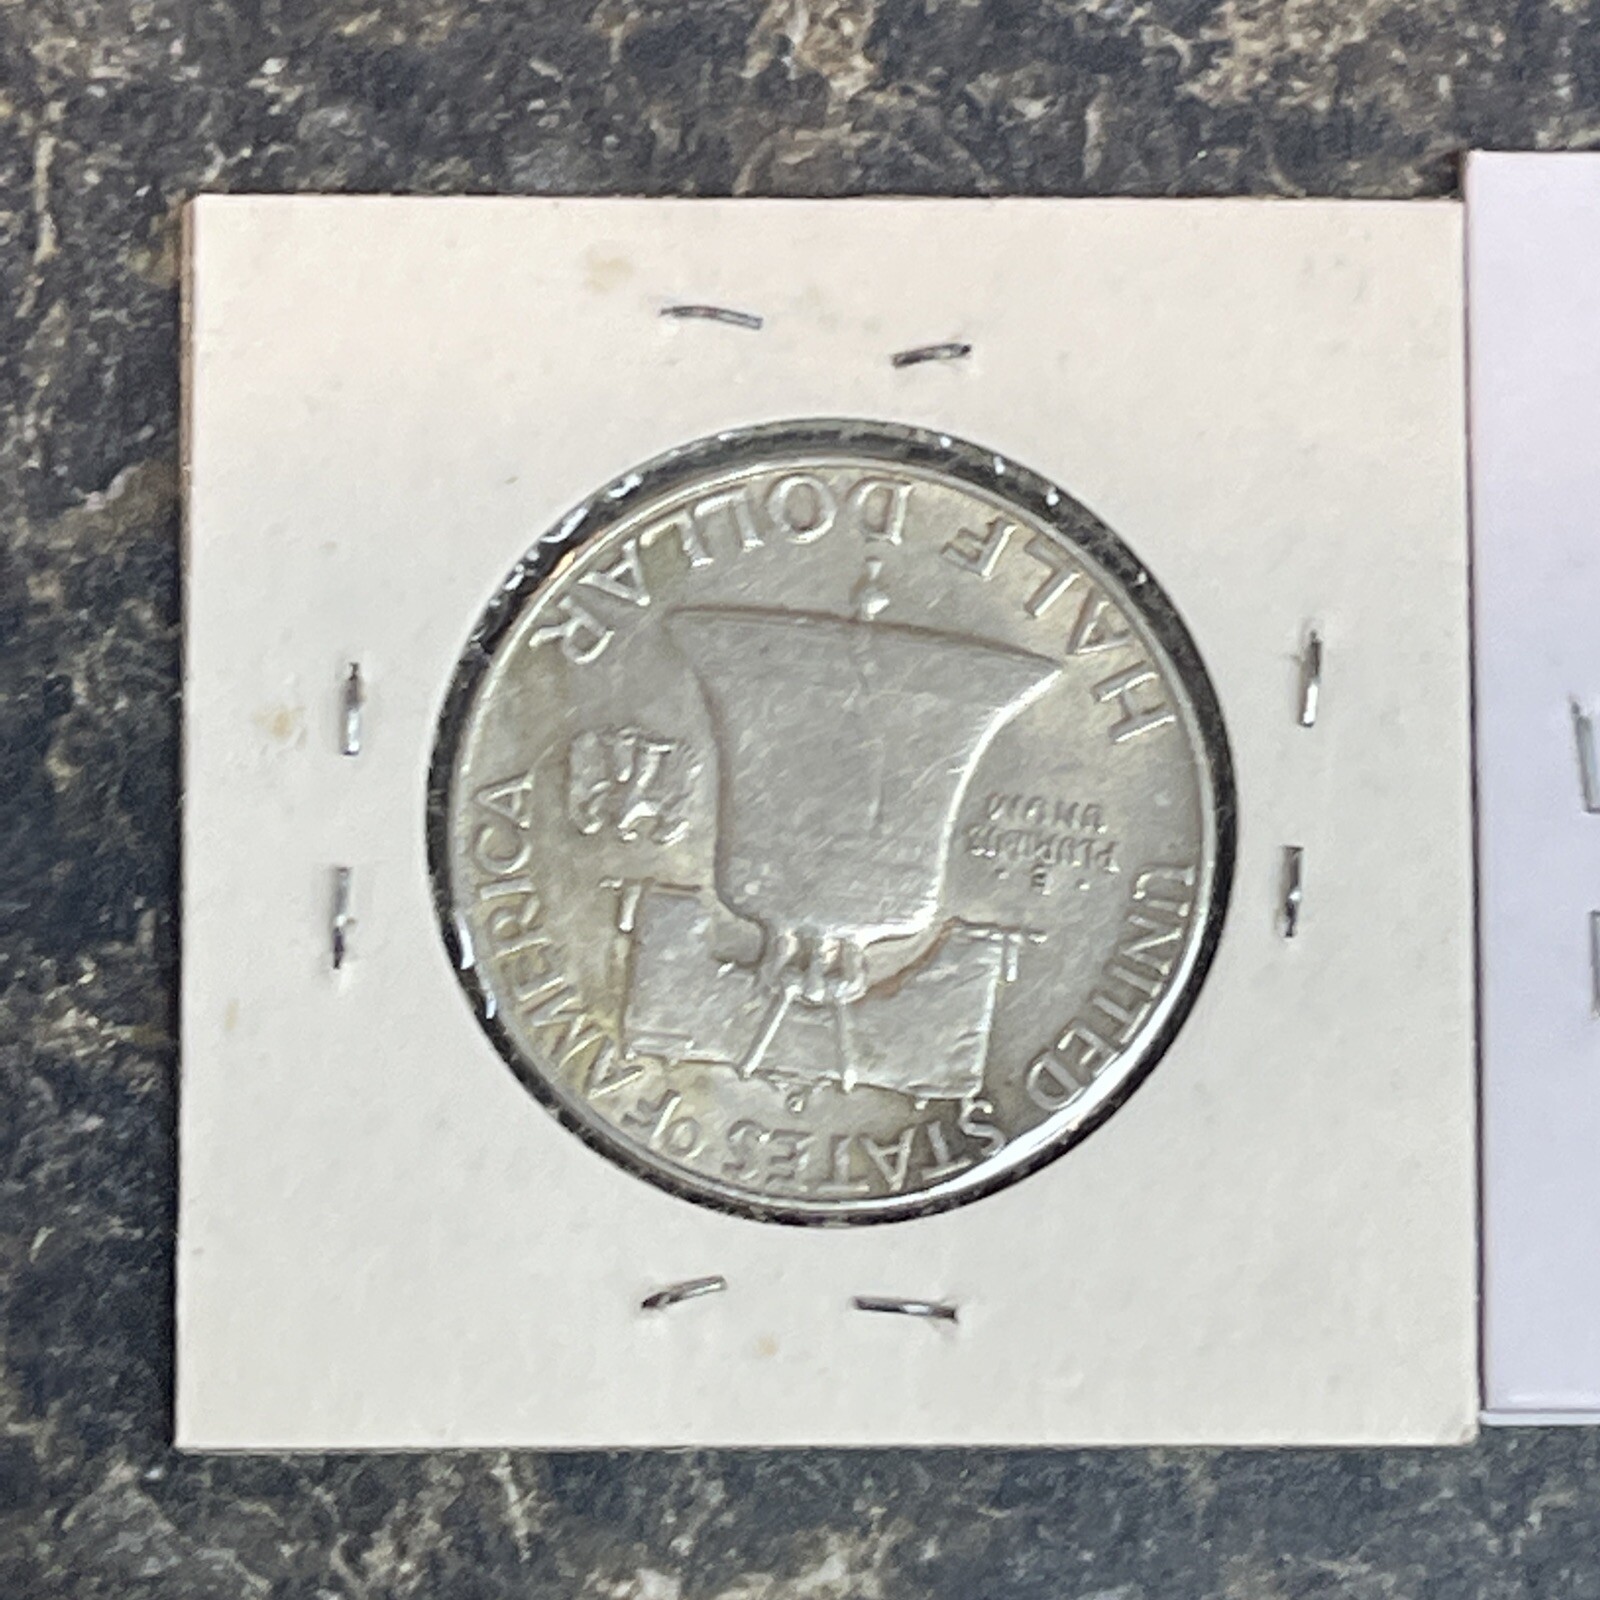 UNITED STATES OF AMERICA
E
PLURIBUS
UNUM
HALF DOLLAR